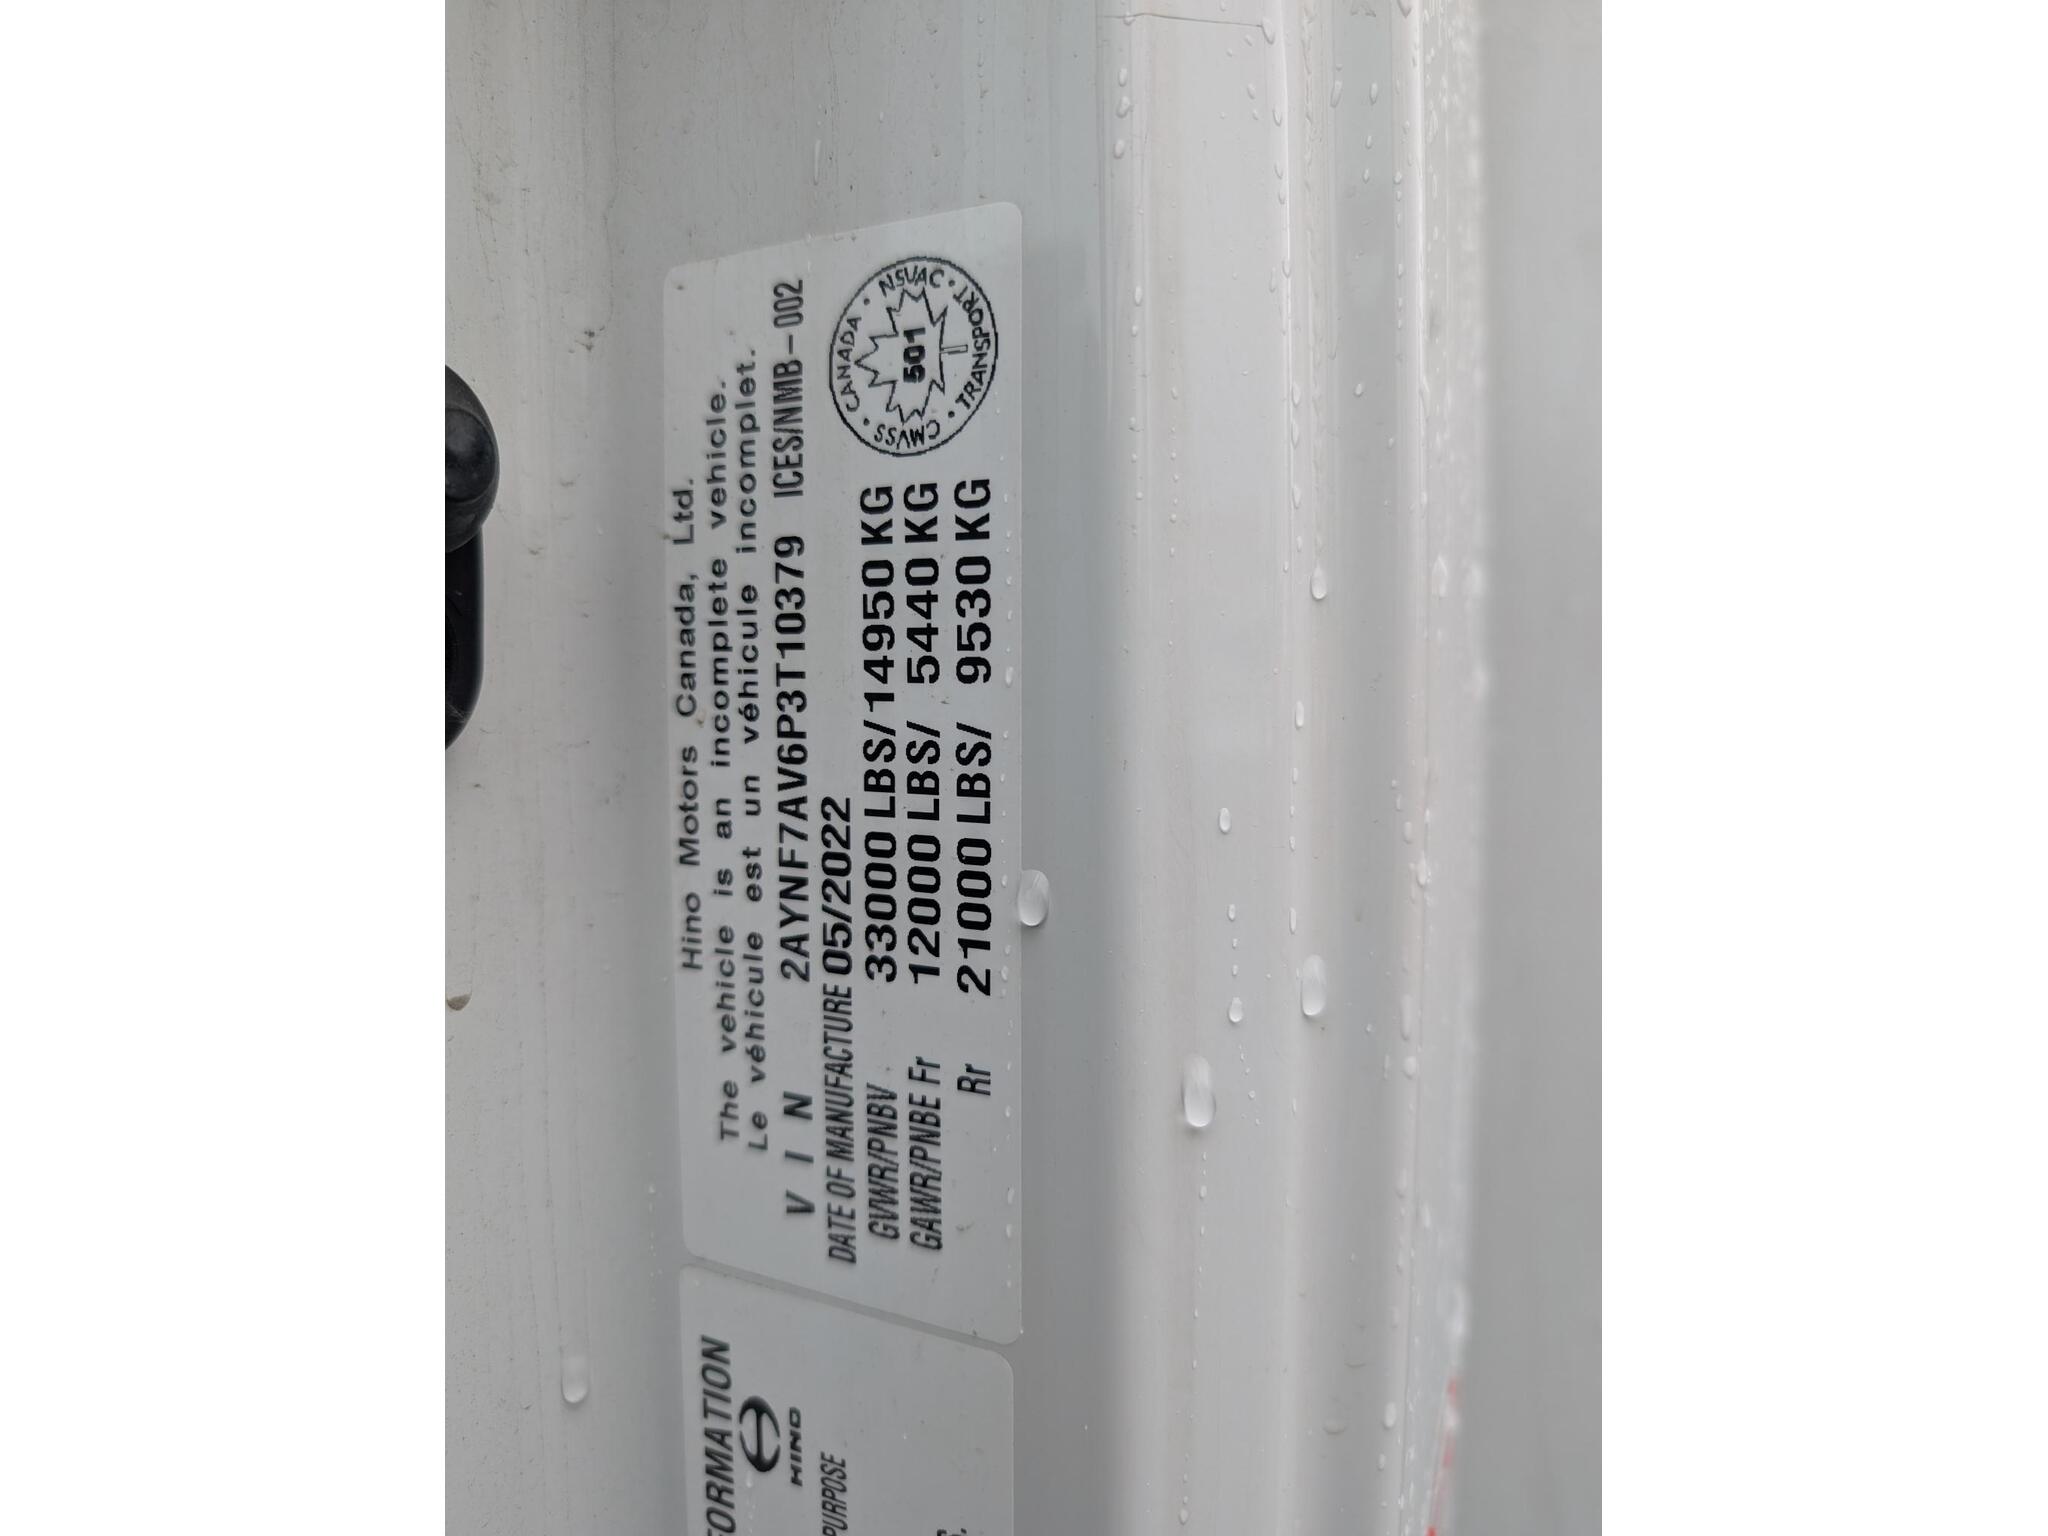 Hino Motors Canada, Ltd.
The vehicle is an incomplete vehicle.
Le véhicule est un véhicule incomplet.
VIN 2AYNF7AV6P3T10379 ICES/NMB-002
DATE OF MANUFACTURE 05/2022
GVWR/PNBV 33000 LBS/14950 KG
GAWR/PNBE Fr 12000 LBS/ 5440 KG
Rr 21000 LBS/ 9530 KG
CANADA · NSVAC · TRANSPORT · CMVSS
501
ORMATION
HINO
PURPOSE